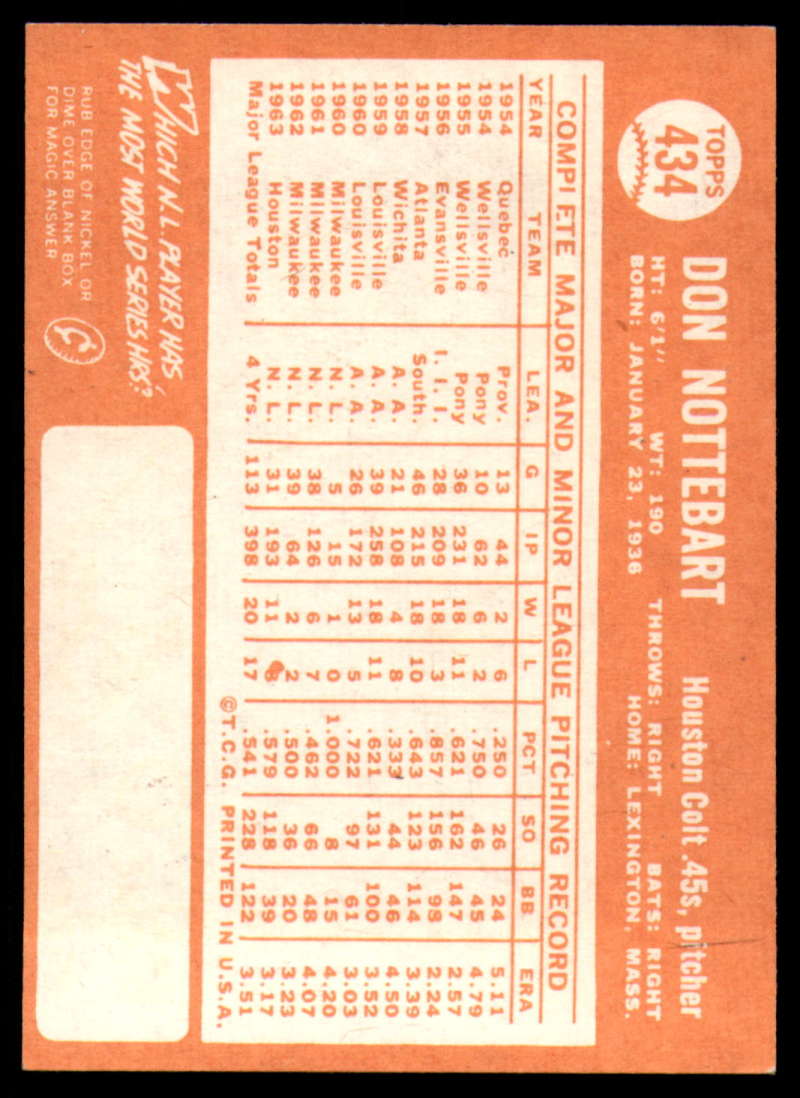 TOPPS
434
DON NOTTEBART Houston Colt .45s, pitcher
HT: 6'1" WT: 190 THROWS: RIGHT BATS: RIGHT
BORN: JANUARY 23, 1936 HOME: LEXINGTON, MASS.
COMPLETE MAJOR AND MINOR LEAGUE PITCHING RECORD
YEAR TEAM LEA. G IP W L PCT SO BB ERA
1954 Quebec Prov. 13 44 2 6 .250 26 24 5.11
1954 Wellsville Pony 10 62 6 2 .750 46 45 4.79
1955 Wellsville Pony 36 231 18 11 .621 162 147 2.57
1956 Evansville I. I. I. 28 209 18 3 .857 156 98 2.24
1957 Atlanta South. 46 215 18 10 .643 123 114 3.39
1958 Wichita A. A. 21 108 4 8 .333 44 46 4.50
1959 Louisville A. A. 39 258 18 11 .621 131 100 3.52
1960 Louisville A. A. 26 172 13 5 .722 97 61 3.03
1960 Milwaukee N. L. 5 15 1 0 1.000 8 15 4.20
1961 Milwaukee N. L. 38 126 6 7 .462 66 48 4.07
1962 Milwaukee N. L. 39 64 2 2 .500 36 20 3.23
1963 Houston N. L. 31 193 11 8 .579 118 39 3.17
Major League Totals 4 Yrs. 113 398 20 17 .541 228 122 3.51
©T.C.G. PRINTED IN U.S.A.
WHICH N.L. PLAYER HAS
THE MOST WORLD SERIES HRS?
RUB EDGE OF NICKEL OR
DIME OVER BLANK BOX
FOR MAGIC ANSWER